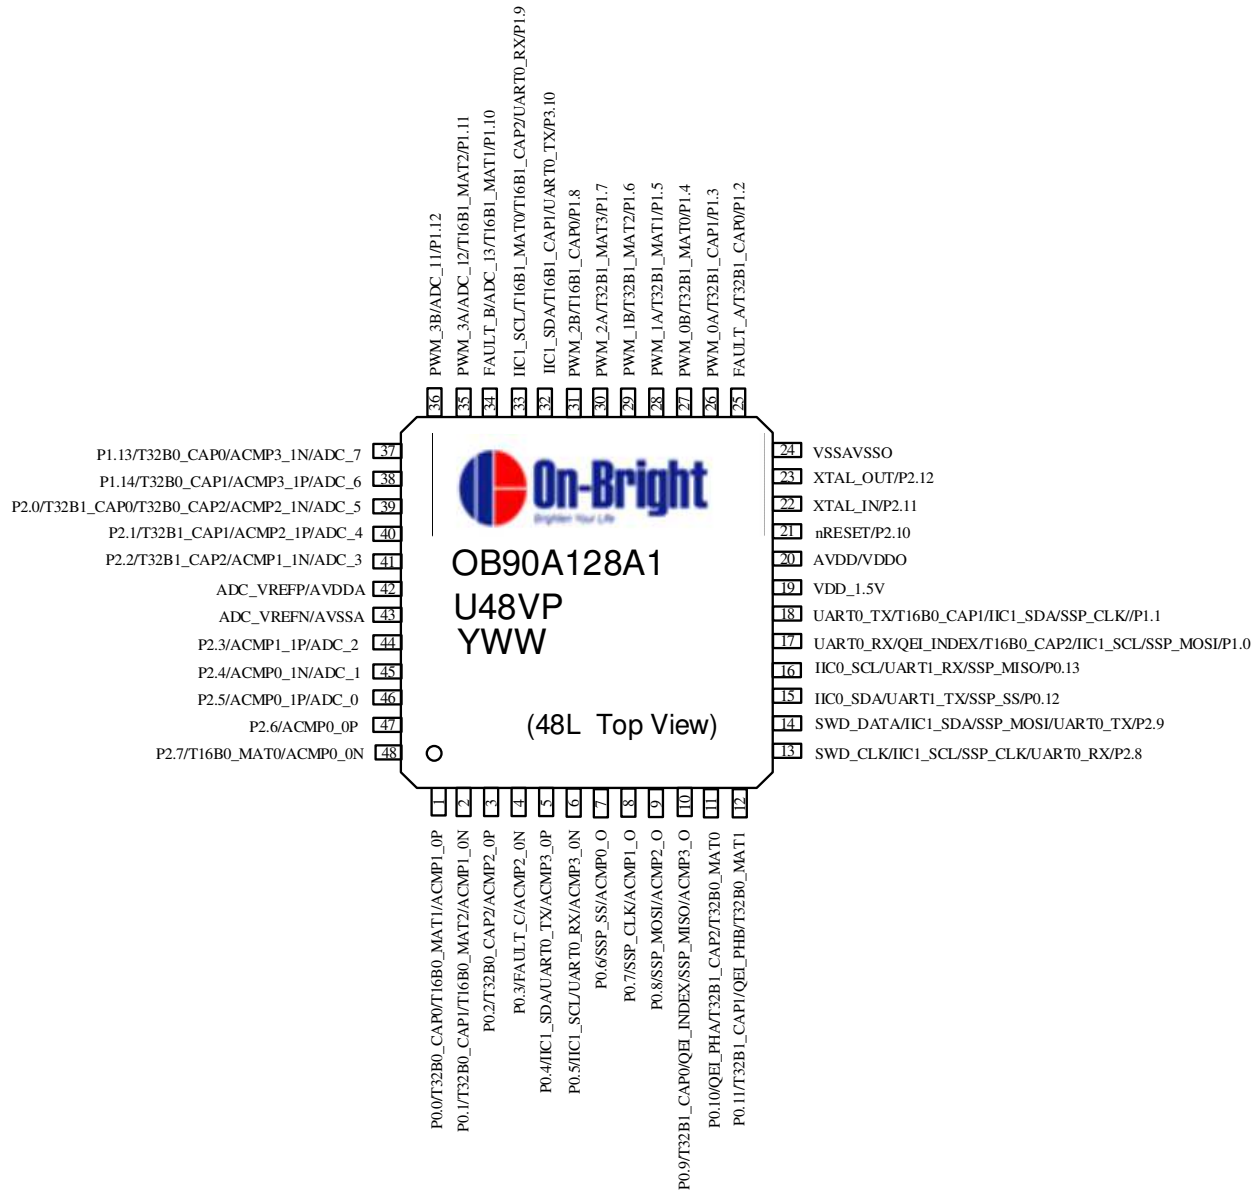 PWM_3B/ADC_11/P1.12
PWM_3A/ADC_12/T16B1_MAT2/P1.11
FAULT_B/ADC_13/T16B1_MAT1/P1.10
IIC1_SCL/T16B1_MAT0/T16B1_CAP2/UART0_RX/P1.9
IIC1_SDA/T16B1_CAP1/UART0_TX/P3.10
PWM_2B/T16B1_CAP0/P1.8
PWM_2A/T32B1_MAT3/P1.7
PWM_1B/T32B1_MAT2/P1.6
PWM_1A/T32B1_MAT1/P1.5
PWM_0B/T32B1_MAT0/P1.4
PWM_0A/T32B1_CAP1/P1.3
FAULT_A/T32B1_CAP0/P1.2
36 35 34 33 32 31 30 29 28 27 26 25
P1.13/T32B0_CAP0/ACMP3_1N/ADC_7 37
P1.14/T32B0_CAP1/ACMP3_1P/ADC_6 38
P2.0/T32B1_CAP0/T32B0_CAP2/ACMP2_1N/ADC_5 39
P2.1/T32B1_CAP1/ACMP2_1P/ADC_4 40
P2.2/T32B1_CAP2/ACMP1_1N/ADC_3 41
ADC_VREFP/AVDDA 42
ADC_VREFN/AVSSA 43
P2.3/ACMP1_1P/ADC_2 44
P2.4/ACMP0_1N/ADC_1 45
P2.5/ACMP0_1P/ADC_0 46
P2.6/ACMP0_0P 47
P2.7/T16B0_MAT0/ACMP0_0N 48
On-Bright
Brighten Your Life
OB90A128A1
U48VP
YWW
(48L Top View)
24 VSSAVSSO
23 XTAL_OUT/P2.12
22 XTAL_IN/P2.11
21 nRESET/P2.10
20 AVDD/VDDO
19 VDD_1.5V
18 UART0_TX/T16B0_CAP1/IIC1_SDA/SSP_CLK//P1.1
17 UART0_RX/QEI_INDEX/T16B0_CAP2/IIC1_SCL/SSP_MOSI/P1.0
16 IIC0_SCL/UART1_RX/SSP_MISO/P0.13
15 IIC0_SDA/UART1_TX/SSP_SS/P0.12
14 SWD_DATA/IIC1_SDA/SSP_MOSI/UART0_TX/P2.9
13 SWD_CLK/IIC1_SCL/SSP_CLK/UART0_RX/P2.8
1 2 3 4 5 6 7 8 9 10 11 12
P0.0/T32B0_CAP0/T16B0_MAT1/ACMP1_0P
P0.1/T32B0_CAP1/T16B0_MAT2/ACMP1_0N
P0.2/T32B0_CAP2/ACMP2_0P
P0.3/FAULT_C/ACMP2_0N
P0.4/IIC1_SDA/UART0_TX/ACMP3_0P
P0.5/IIC1_SCL/UART0_RX/ACMP3_0N
P0.6/SSP_SS/ACMP0_O
P0.7/SSP_CLK/ACMP1_O
P0.8/SSP_MOSI/ACMP2_O
P0.9/T32B1_CAP0/QEI_INDEX/SSP_MISO/ACMP3_O
P0.10/QEI_PHA/T32B1_CAP2/T32B0_MAT0
P0.11/T32B1_CAP1/QEI_PHB/T32B0_MAT1